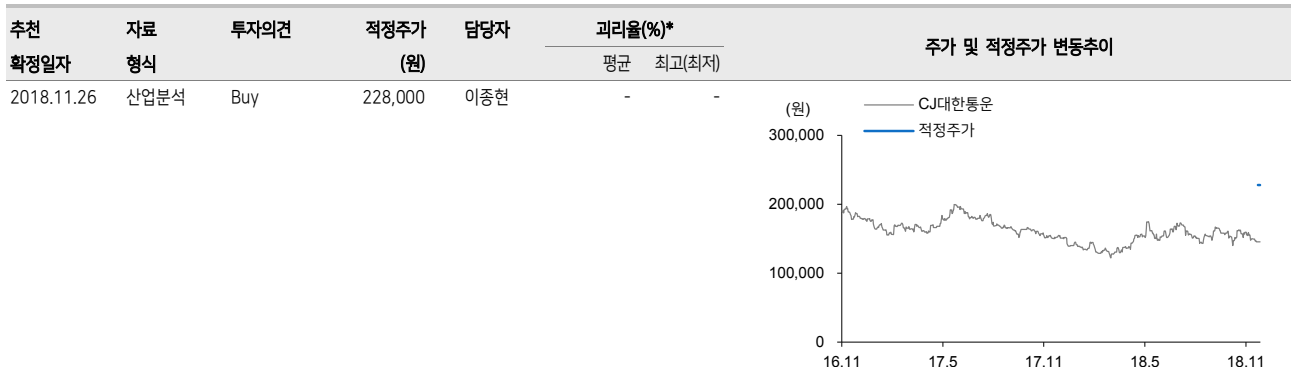 추천 자료 투자의견 적정주가 담당자 괴리율(%)* 주가 및 적정주가 변동추이
확정일자 형식 (원) 평균 최고(최저)
2018.11.26 산업분석 Buy 228,000 이종현 - -
(원)
CJ대한통운
적정주가
300,000
200,000
100,000
0
16.11 17.5 17.11 18.5 18.11